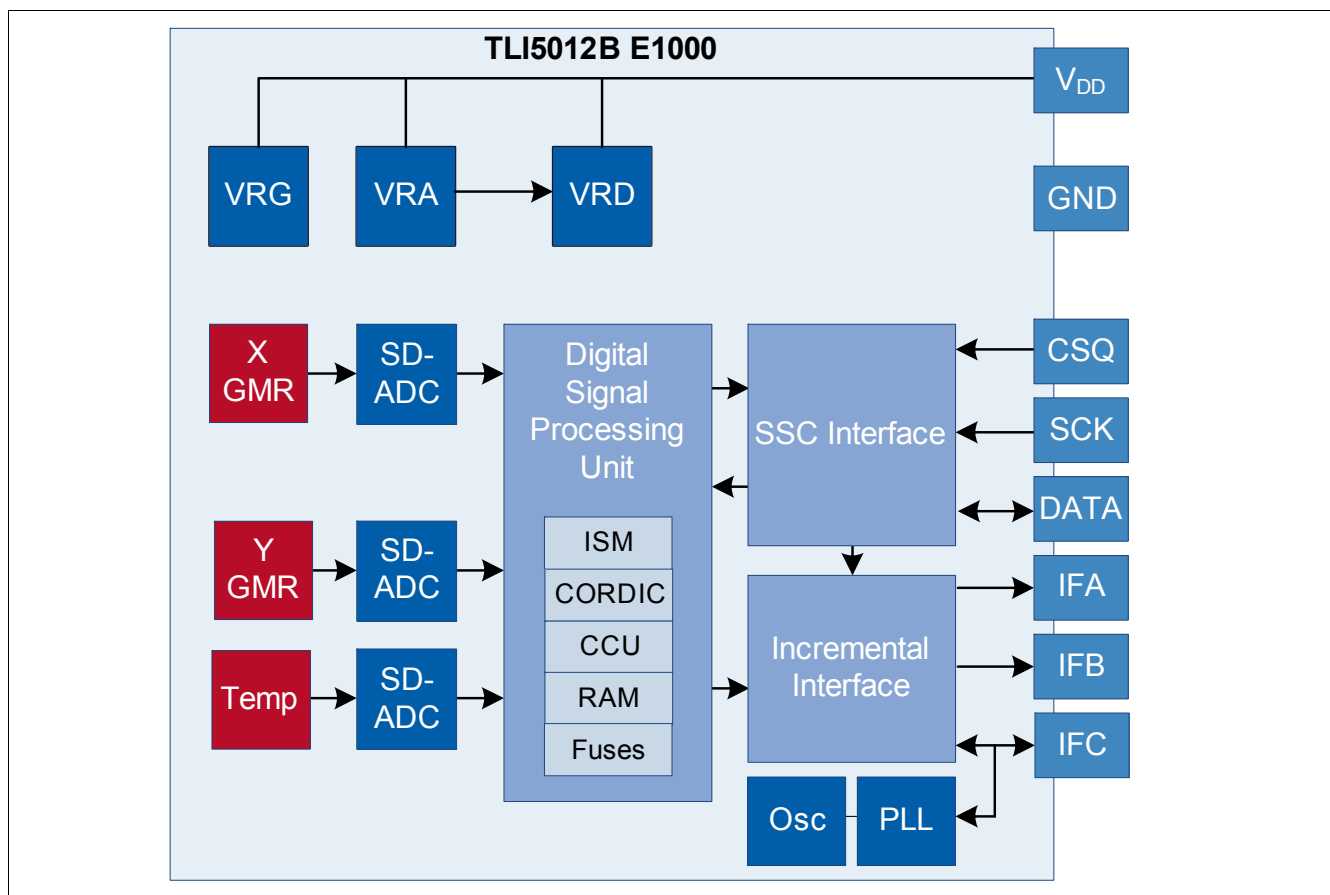 TLI5012B E1000
VDD
VRG
VRA
VRD
GND
X
GMR
SD-
ADC
Digital
Signal
Processing
Unit
SSC Interface
CSQ
SCK
DATA
Y
GMR
SD-
ADC
ISM
CORDIC
CCU
RAM
Fuses
Temp
SD-
ADC
Incremental
Interface
IFA
IFB
IFC
Osc
PLL